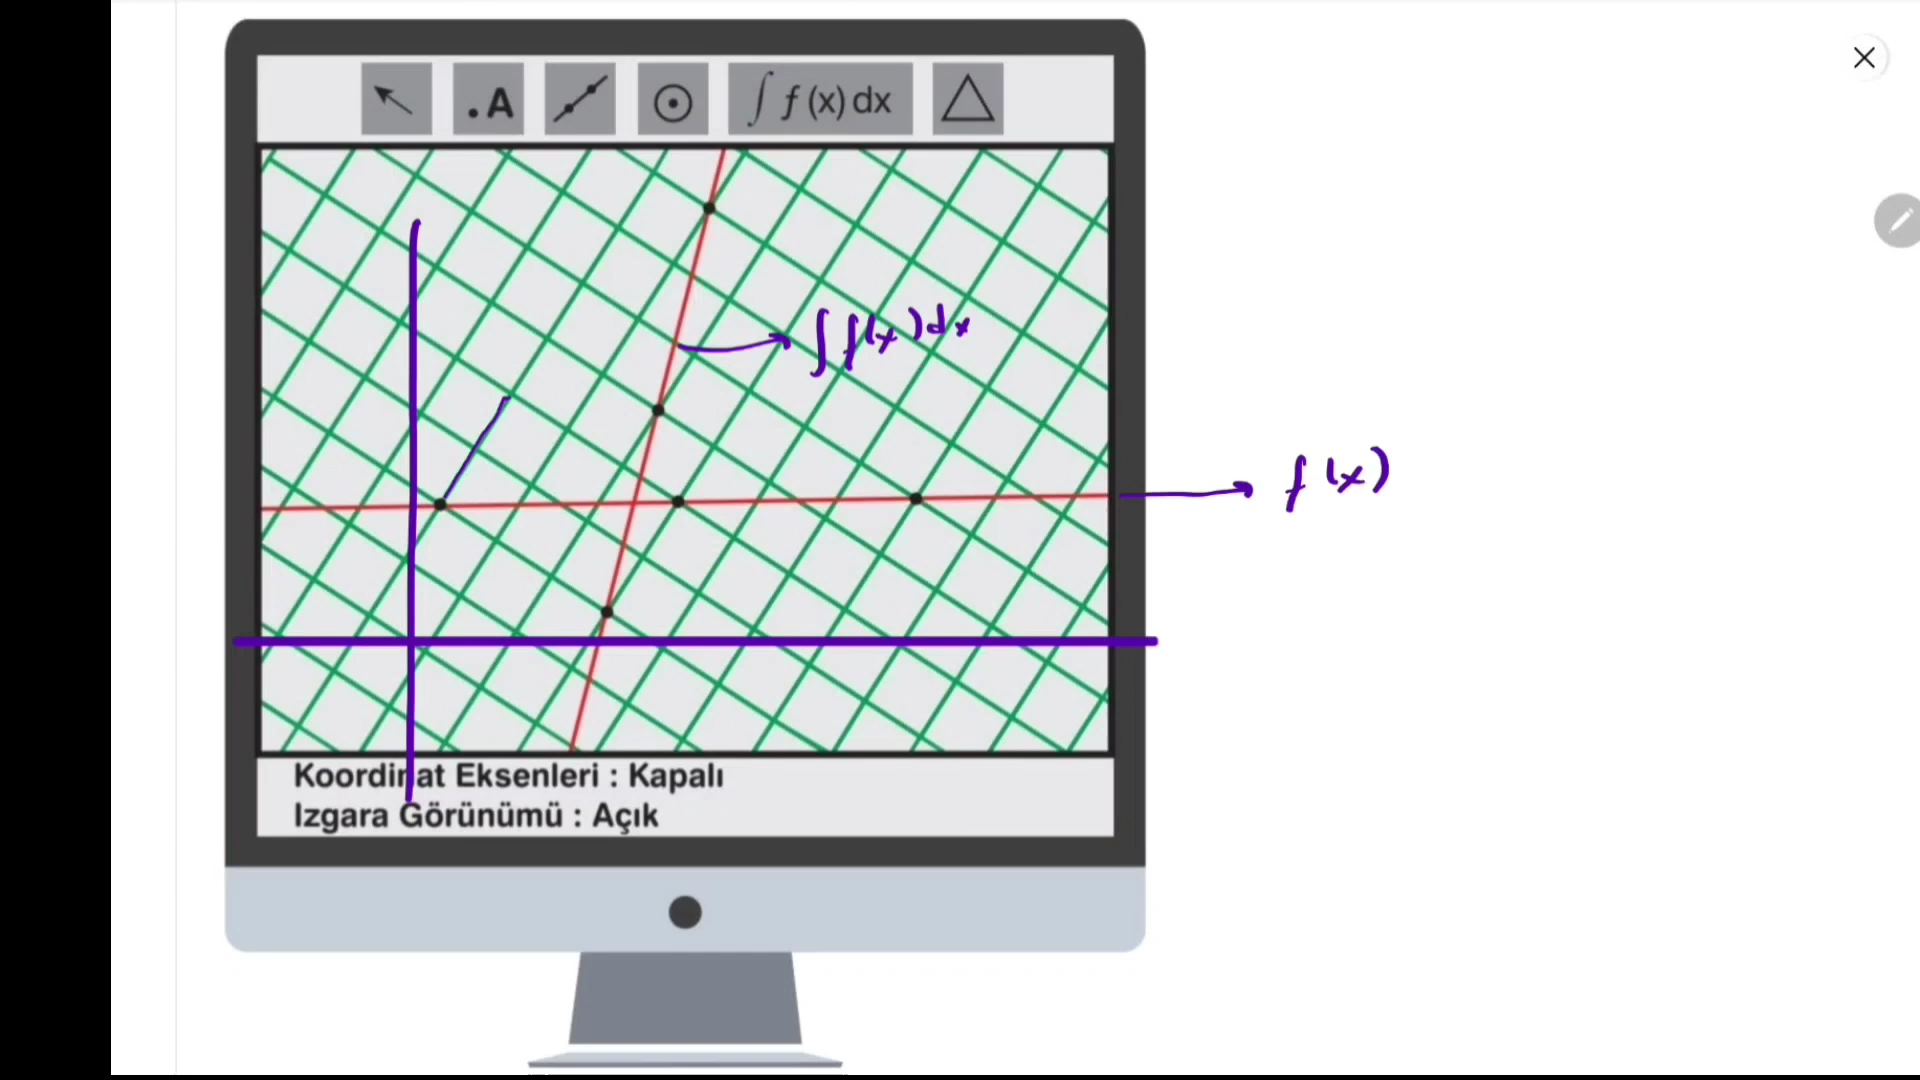 . A ∫ f (x) dx
∫ f(x) dx
f(x)
Koordinat Eksenleri : Kapalı
Izgara Görünümü : Açık